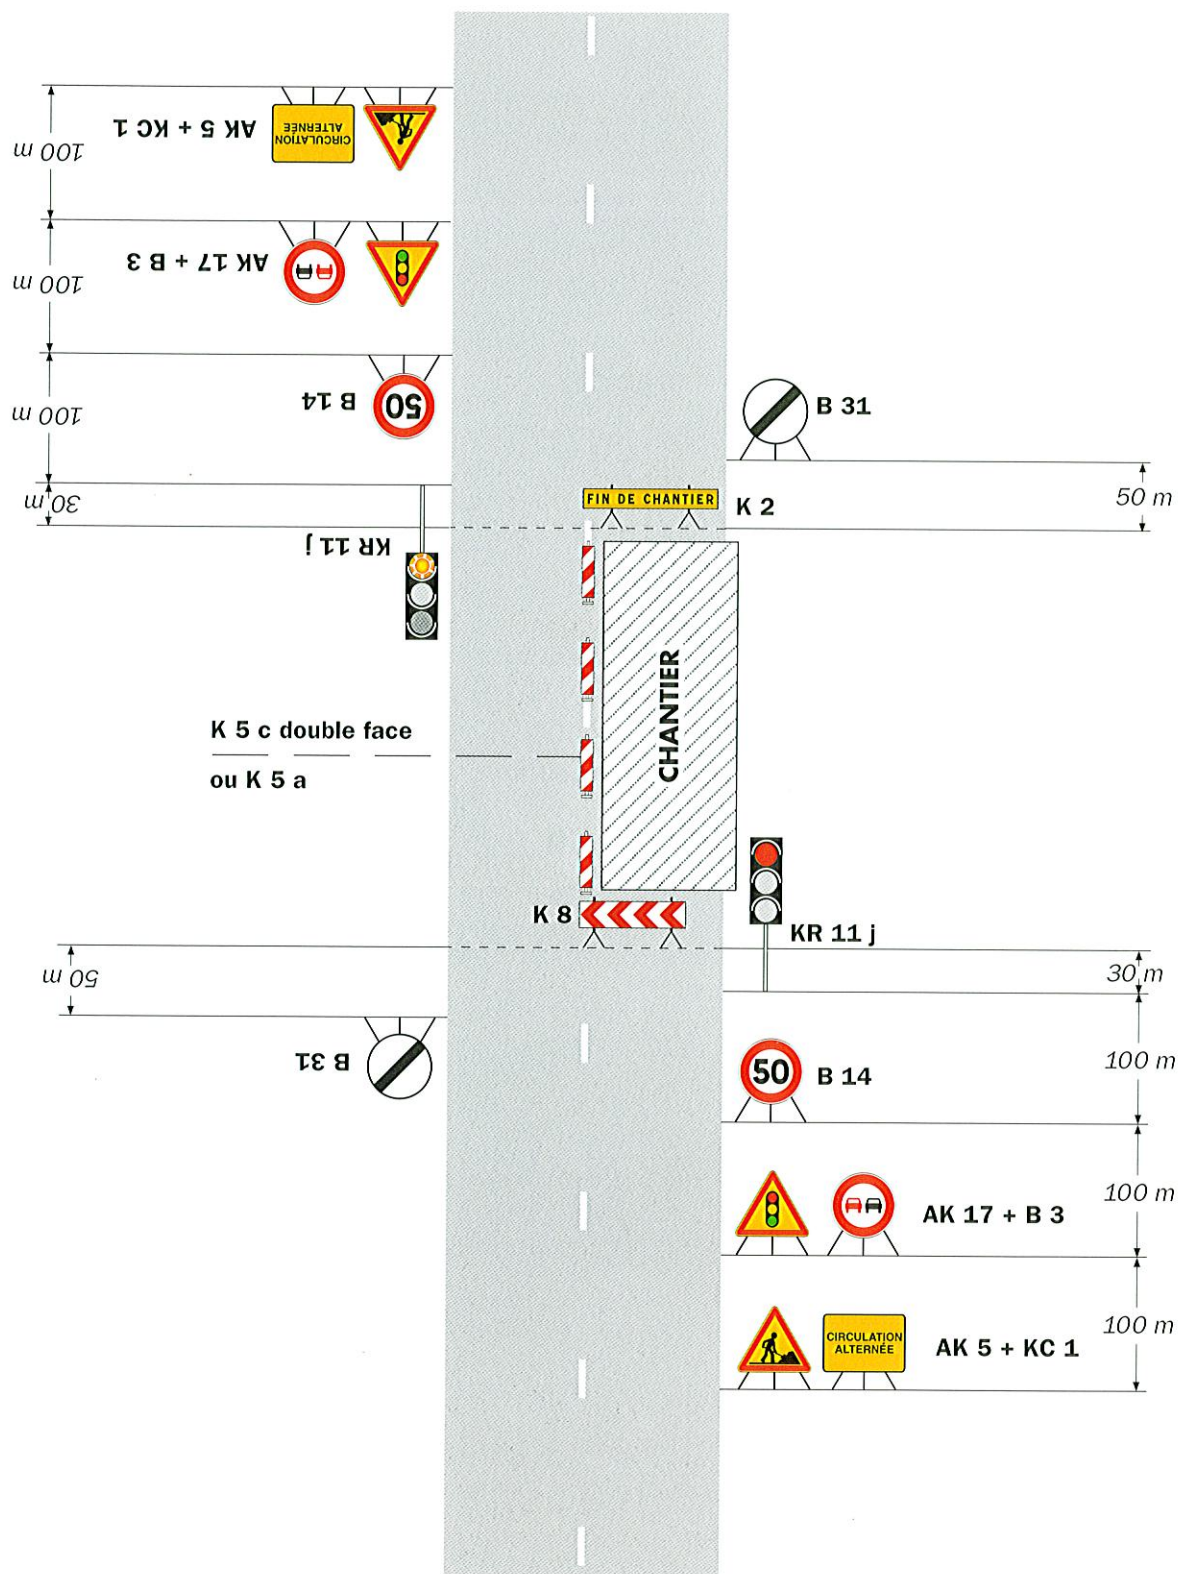 AK 5 + KC 1
CIRCULATION
ALTERNÉE
100 m
AK 17 + B 3
100 m
B 14
50
100 m
B 31
30 m
50 m
FIN DE CHANTIER
K 2
KR 11 j
CHANTIER
K 5 c double face
ou K 5 a
K 8
KR 11 j
50 m
30 m
B 31
50
B 14
100 m
AK 17 + B 3
100 m
CIRCULATION
ALTERNÉE
AK 5 + KC 1
100 m